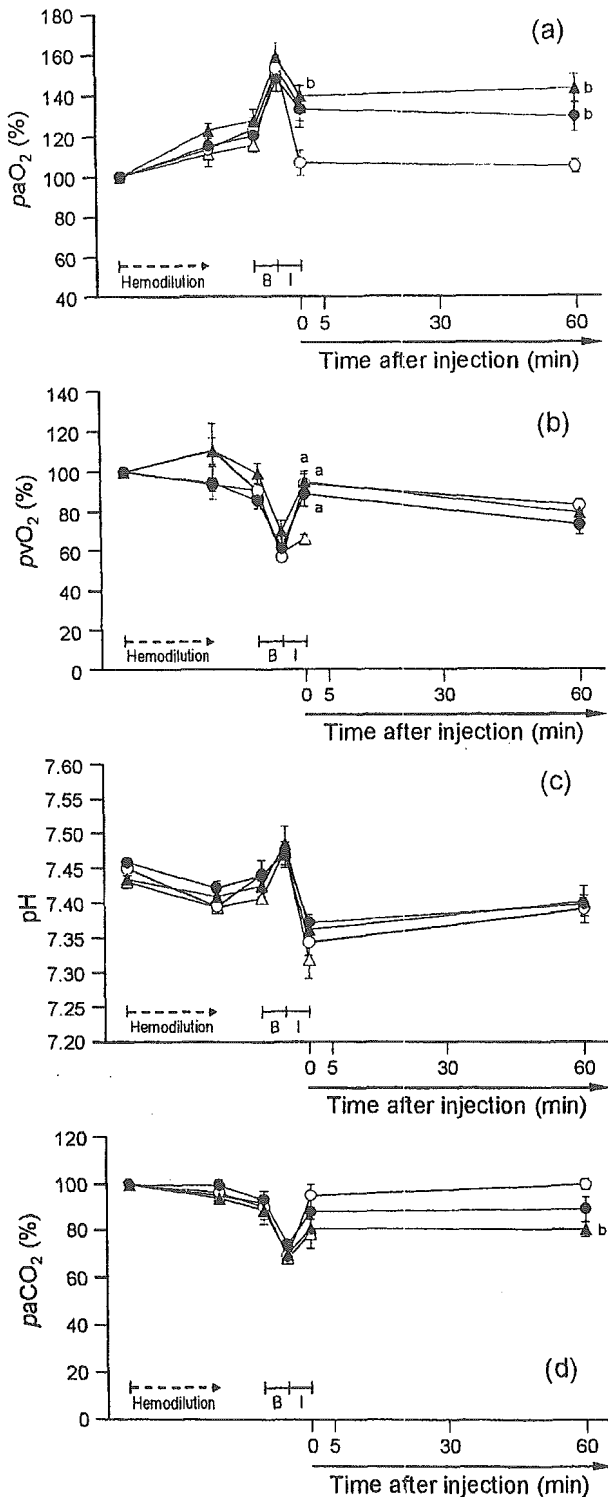 (a)
paO2 (%)
180
160
140
120
100
80
60
40
b
b
b
Hemodilution
B
I
0 5 30 60
Time after injection (min)
(b)
pvO2 (%)
140
120
100
80
60
40
20
0
a
a
a
Hemodilution
B
I
0 5 30 60
Time after injection (min)
(c)
pH
7.60
7.55
7.50
7.45
7.40
7.35
7.30
7.25
7.20
Hemodilution
B
I
0 5 30 60
Time after injection (min)
paCO2 (%)
120
100
80
60
40
20
0
b
(d)
Hemodilution
B
I
0 5 30 60
Time after injection (min)